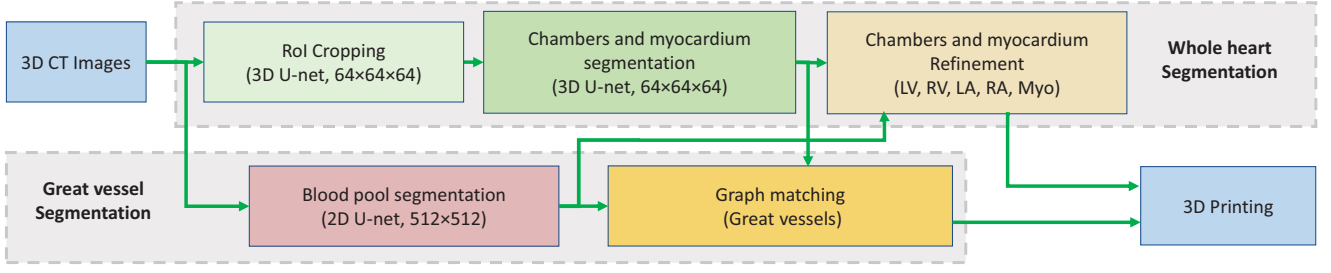 3D CT Images
RoI Cropping
(3D U-net, 64×64×64)
Chambers and myocardium
segmentation
(3D U-net, 64×64×64)
Chambers and myocardium
Refinement
(LV, RV, LA, RA, Myo)
Whole heart
Segmentation
Great vessel
Segmentation
Blood pool segmentation
(2D U-net, 512×512)
Graph matching
(Great vessels)
3D Printing